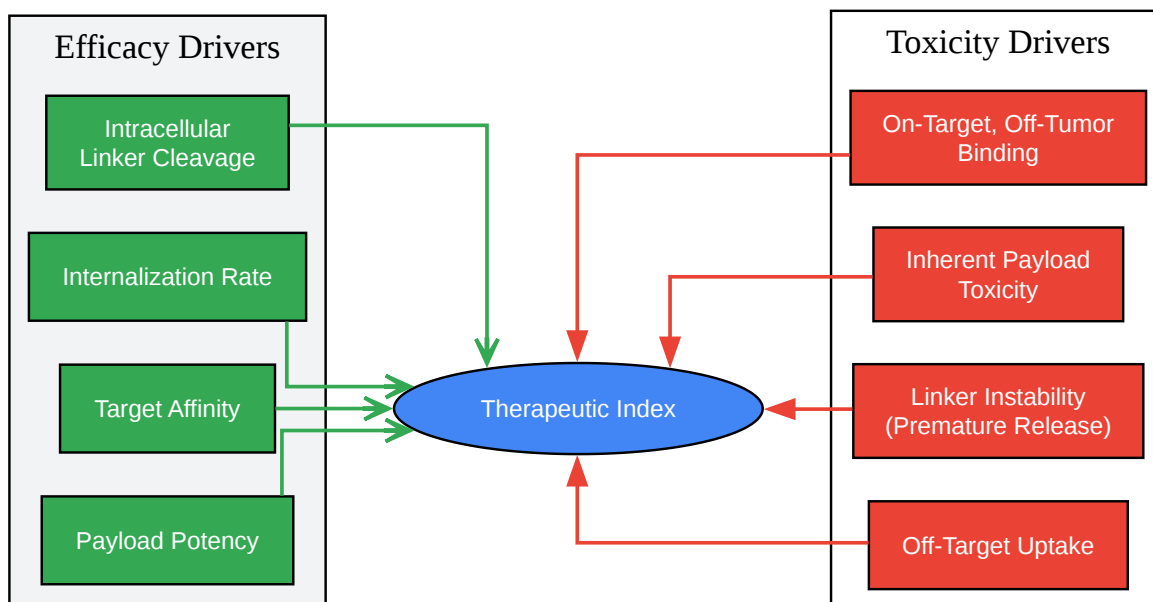 Efficacy Drivers
Intracellular
Linker Cleavage
Internalization Rate
Target Affinity
Payload Potency
Therapeutic Index
Toxicity Drivers
On-Target, Off-Tumor
Binding
Inherent Payload
Toxicity
Linker Instability
(Premature Release)
Off-Target Uptake